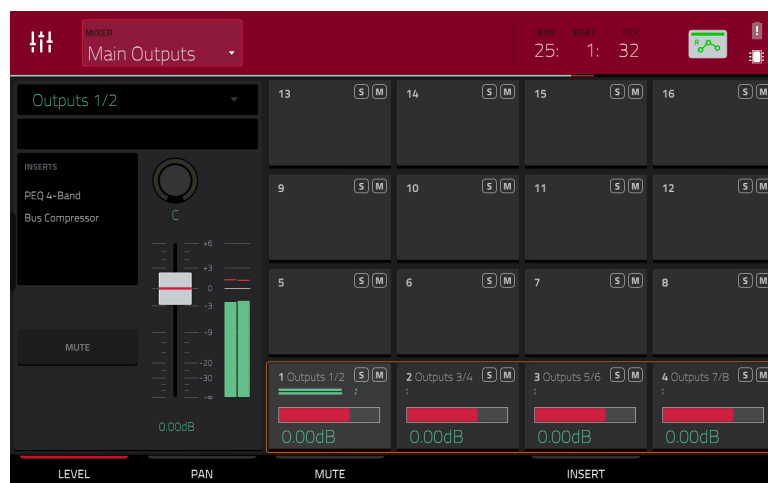 MIXER
Main Outputs
BAR BEAT TICK
25: 1: 32
R
!
Outputs 1/2
INSERTS
PEQ 4-Band
Bus Compressor
C
+6
+3
0
-3
-9
-20
-30
-∞
MUTE
0.00dB
13 S M
14 S M
15 S M
16 S M
9 S M
10 S M
11 S M
12 S M
5 S M
6 S M
7 S M
8 S M
1 Outputs 1/2 S M
2 Outputs 3/4 S M
3 Outputs 5/6 S M
4 Outputs 7/8 S M
0.00dB
0.00dB
0.00dB
0.00dB
LEVEL
PAN
MUTE
INSERT